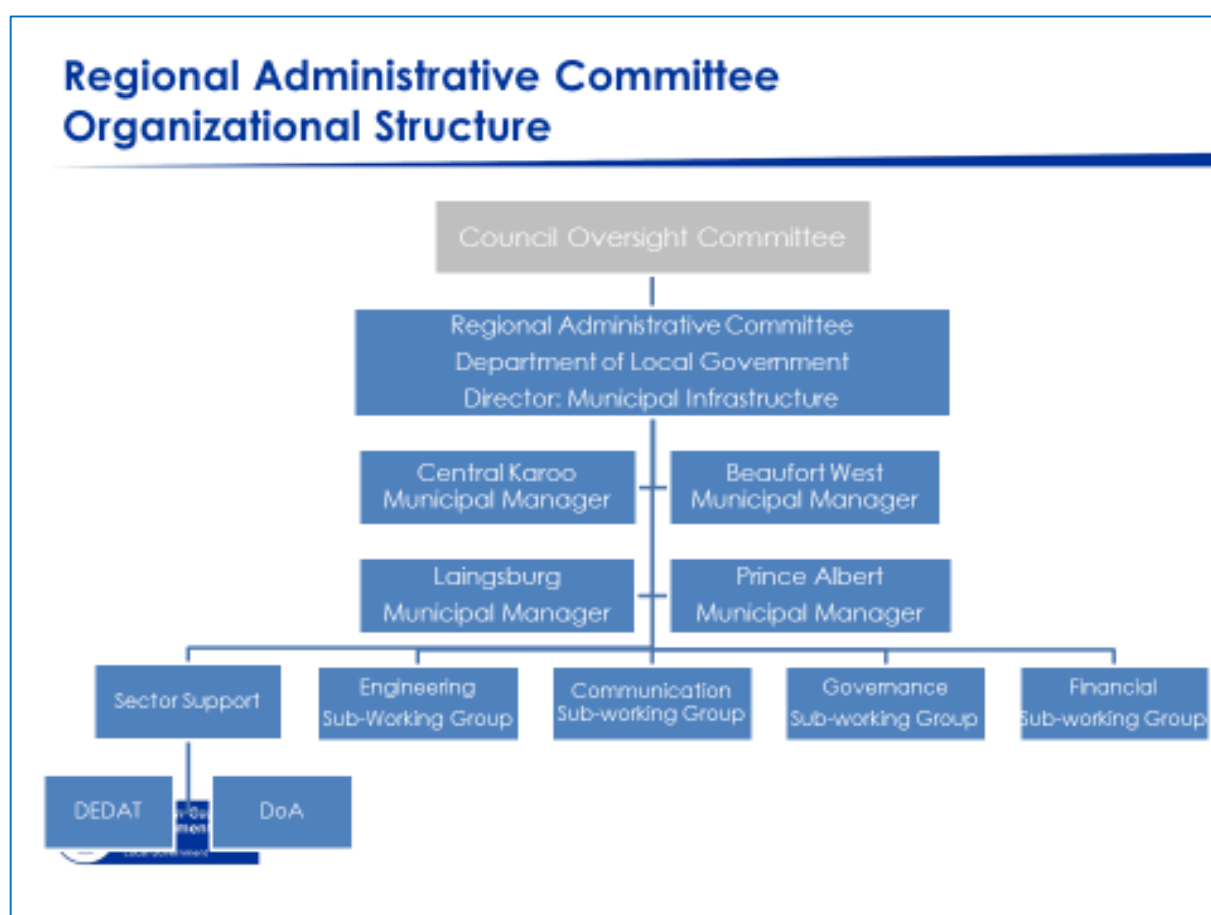 Regional Administrative Committee
Organizational Structure
Council Oversight Committee
Regional Administrative Committee
Department of Local Government
Director: Municipal Infrastructure
Central Karoo
Municipal Manager
Beaufort West
Municipal Manager
Laingsburg
Municipal Manager
Prince Albert
Municipal Manager
Sector Support
Engineering
Sub-Working Group
Communication
Sub-working Group
Governance
Sub-working Group
Financial
Sub-working Group
DEDAT
DoA
Local Government